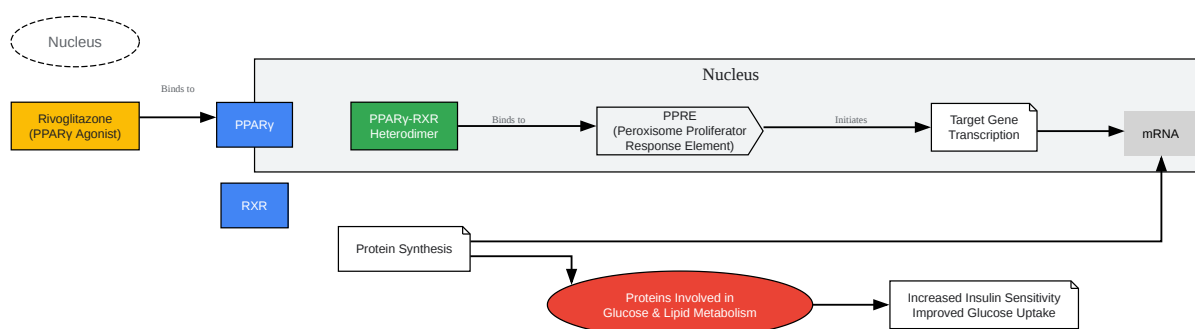 Nucleus
Nucleus
Binds to
Rivoglitazone
(PPARγ Agonist)
PPARγ
PPARγ-RXR
Heterodimer
Binds to
PPRE
(Peroxisome Proliferator
Response Element)
Initiates
Target Gene
Transcription
mRNA
RXR
Protein Synthesis
Proteins Involved in
Glucose & Lipid Metabolism
Increased Insulin Sensitivity
Improved Glucose Uptake